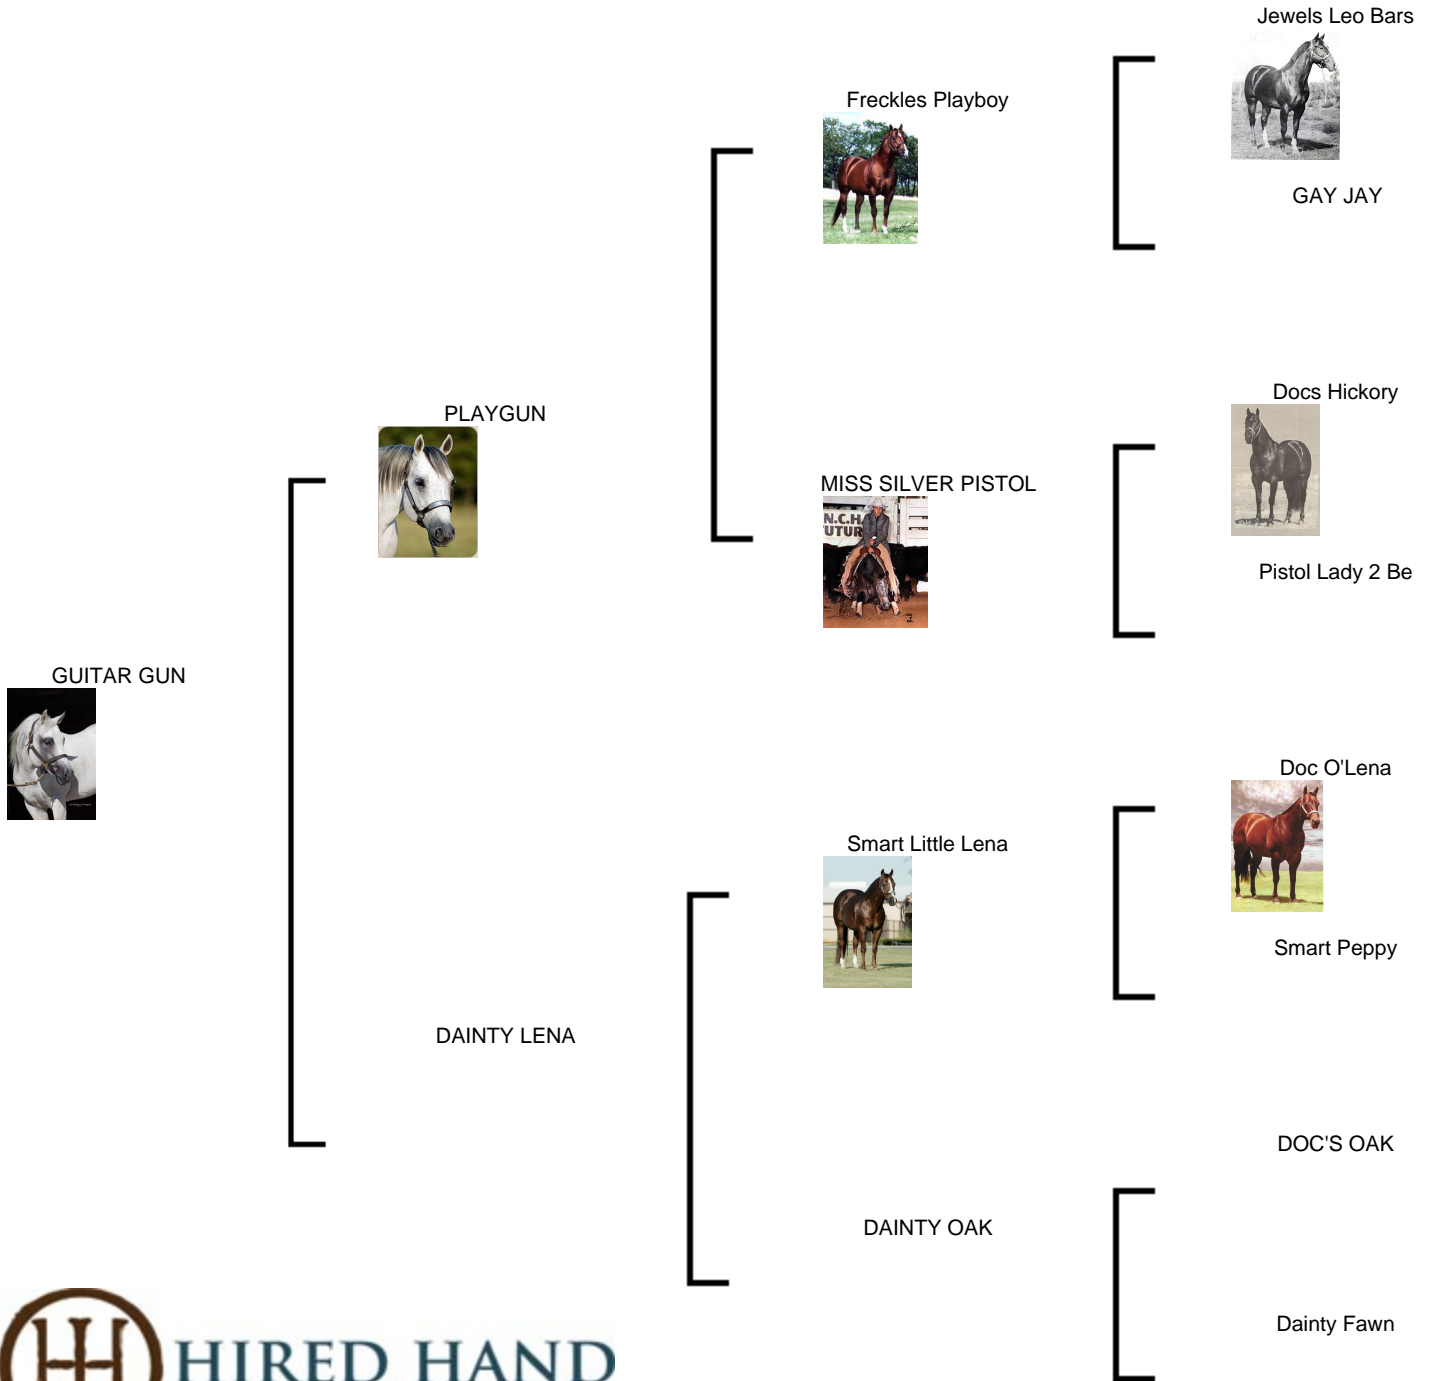 Jewels Leo Bars
Freckles Playboy
GAY JAY
Docs Hickory
PLAYGUN
MISS SILVER PISTOL
N.C.H
UTUR
Pistol Lady 2 Be
GUITAR GUN
Doc O'Lena
Smart Little Lena
Smart Peppy
DAINTY LENA
DOC'S OAK
DAINTY OAK
Dainty Fawn
HIRED HAND